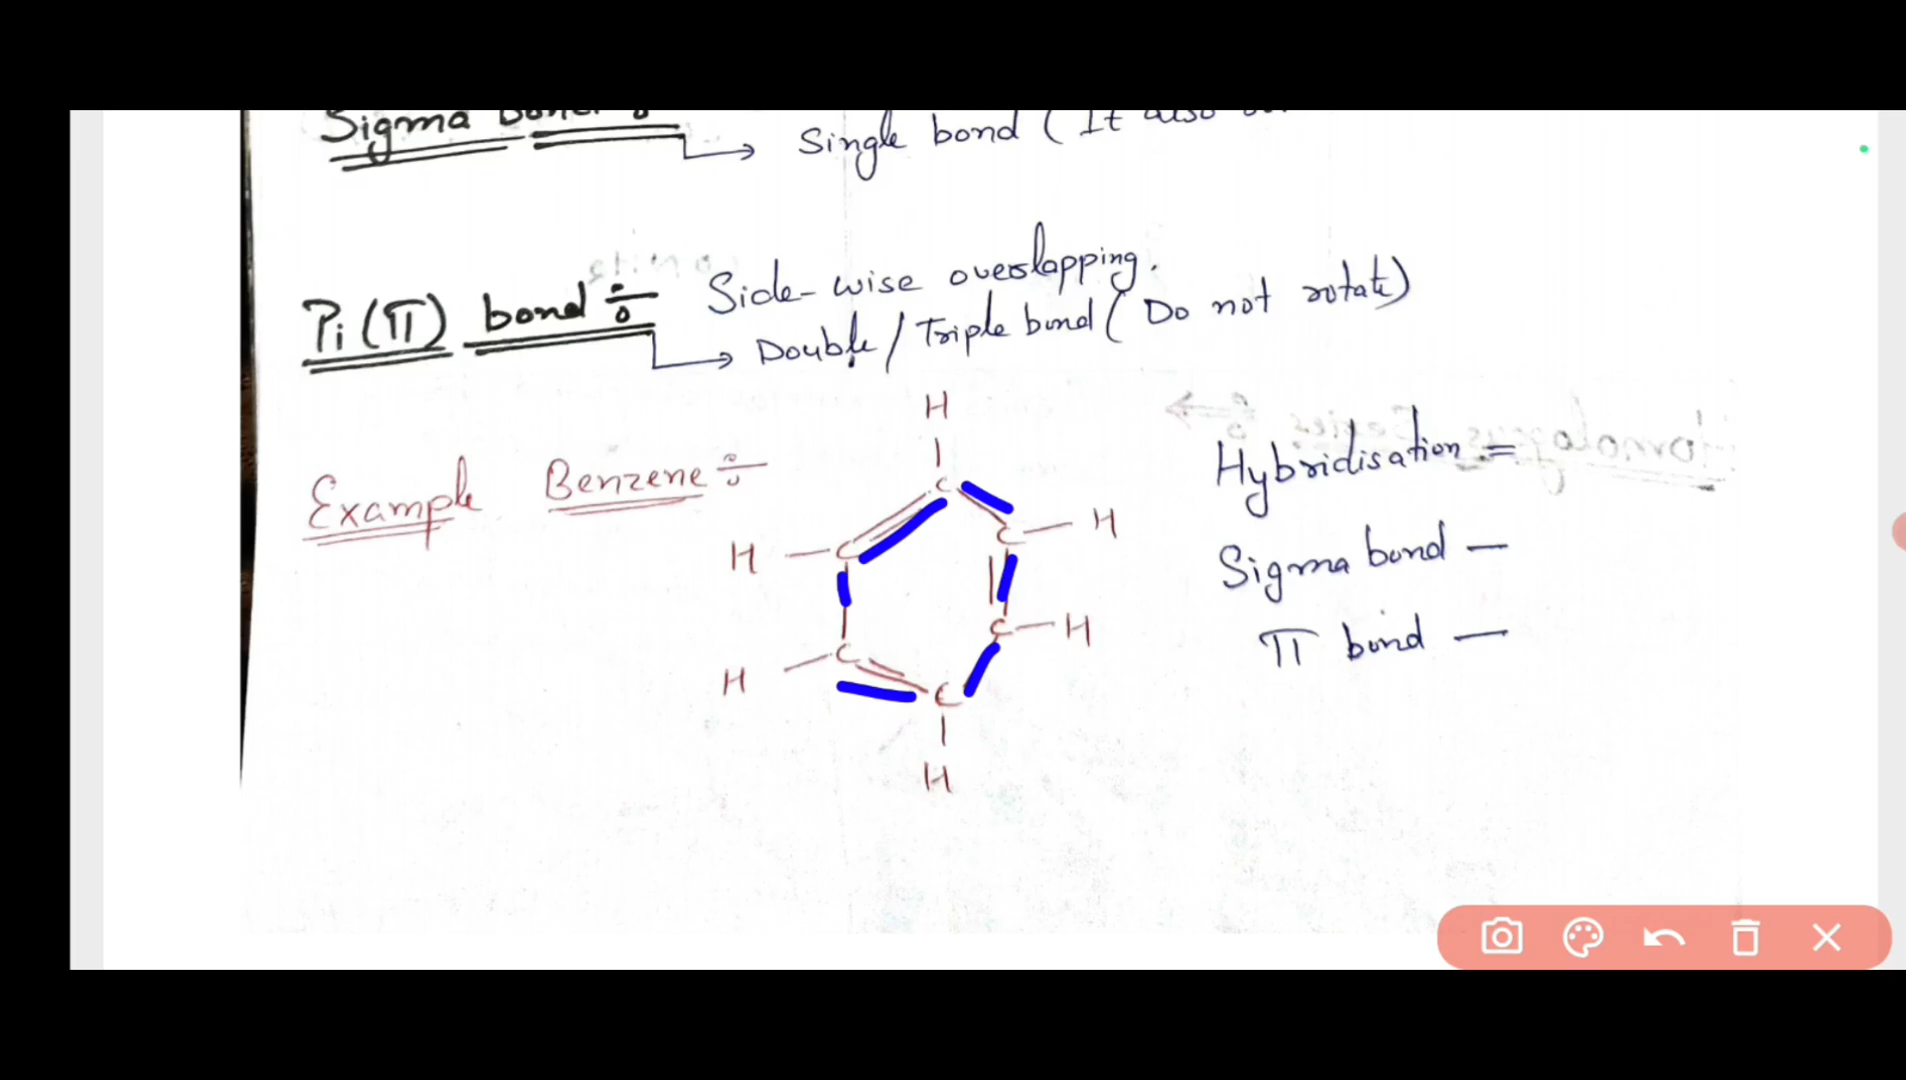 Sigma bond :
Single bond ( It also
Pi (π) bond ÷ Side-wise overlapping.
Double / Triple bond ( Do not rotate)
Example Benzene ÷
H
C
H C C H
C C H
H
C
H
Hybridisation =
Sigma bond —
π bond —